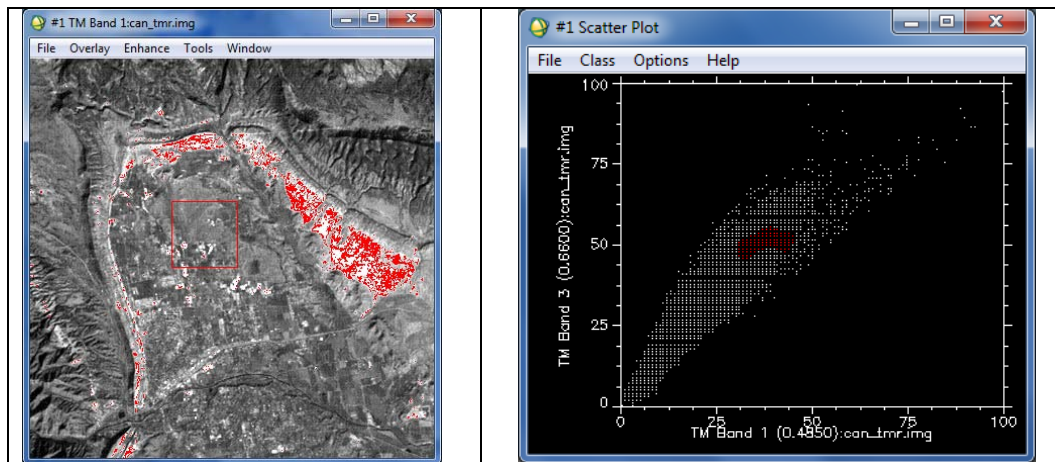 #1 TM Band 1:can_tmr.img
File Overlay Enhance Tools Window
#1 Scatter Plot
File Class Options Help
100
75
50
25
0
TM Band 3 (0.6600):can_tmr.img
0 25 50 75 100
TM Band 1 (0.4850):can_tmr.img